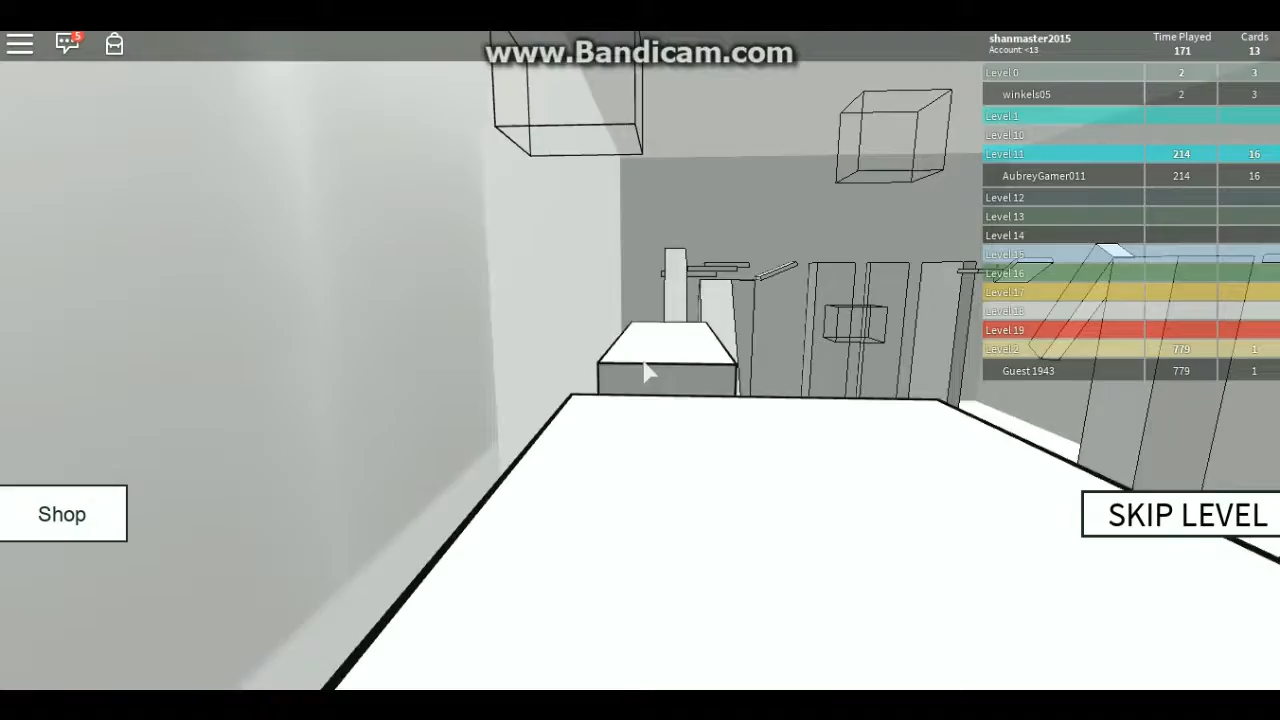 5
www.Bandicam.com
shanmaster2015 Time Played Cards
Account: <13 171 13
Level 0 2 3
winkels05 2 3
Level 1
Level 10
Level 11 214 16
AubreyGamer011 214 16
Level 12
Level 13
Level 14
Level 15
Level 16
Level 17
Level 18
Level 19
Level 2 779 1
Guest 1943 779 1
Shop
SKIP LEVEL